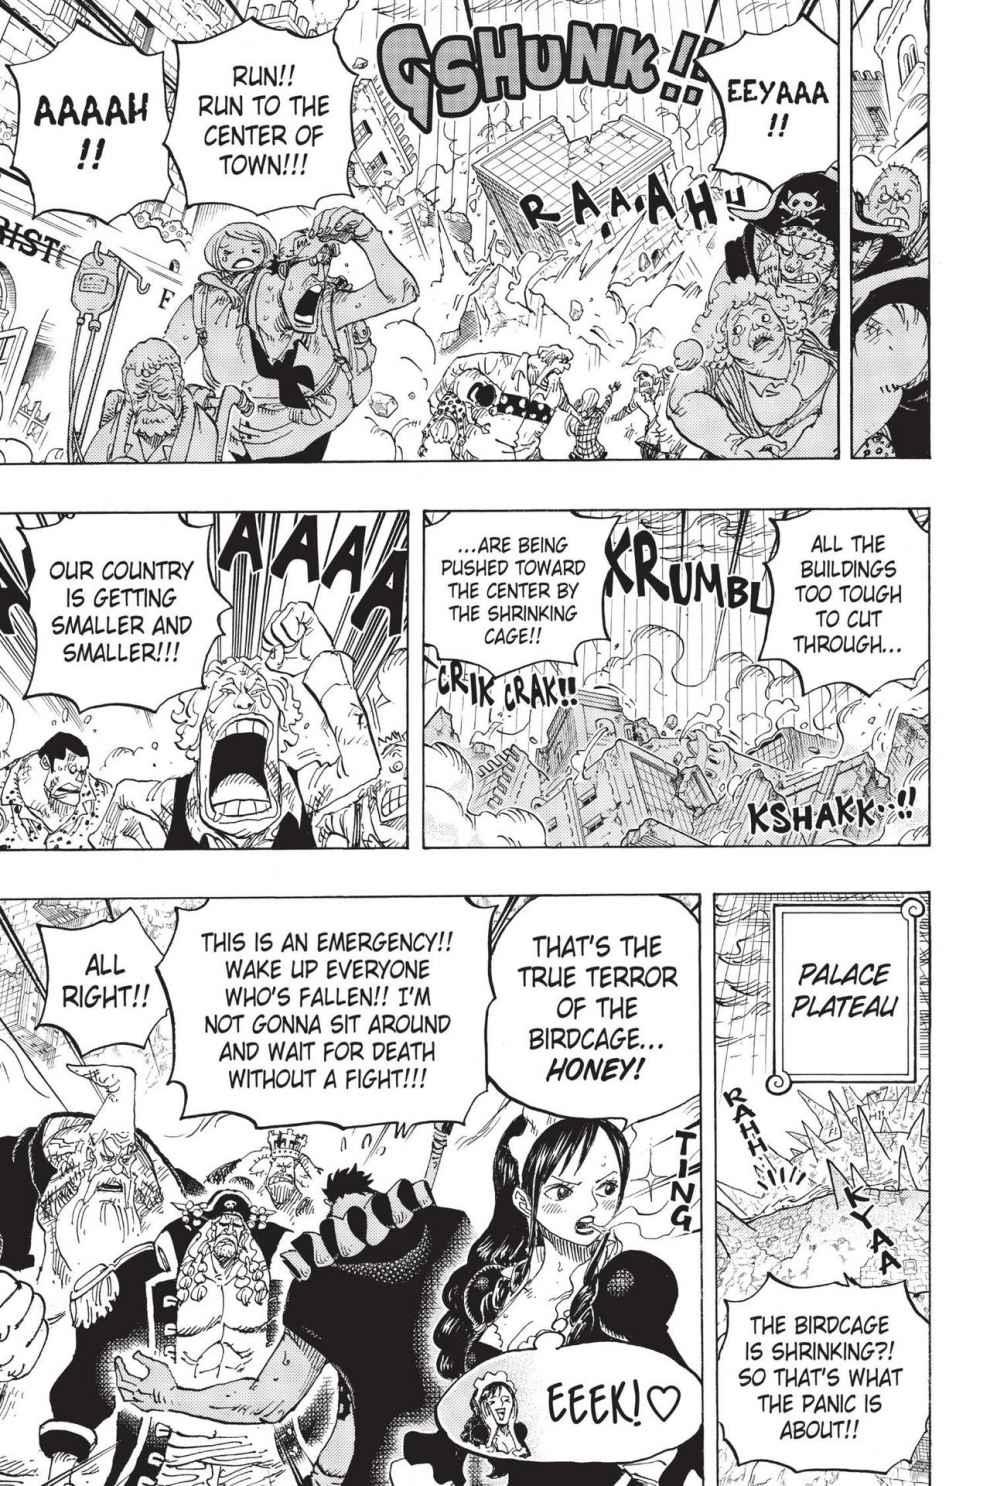 EEYAAA
!!
GSHUNK!!
RAAAAHH
RUN!!
RUN TO THE
CENTER OF
TOWN!!!
AAAAH
!!
RIST
F
ALL THE
BUILDINGS
TOO TOUGH
TO CUT
THROUGH...
KRUMBL
...ARE BEING
PUSHED TOWARD
THE CENTER BY
THE SHRINKING
CAGE!!
CRIK CRAK!!
KSHAKK..!!
AAAAA
OUR COUNTRY
IS GETTING
SMALLER AND
SMALLER!!!
PALACE
PLATEAU
RAHH
KYAA
THE BIRDCAGE
IS SHRINKING?!
SO THAT'S WHAT
THE PANIC IS
ABOUT!!
THAT'S THE
TRUE TERROR
OF THE
BIRDCAGE...
HONEY!
TING
EEEK!♡
THIS IS AN EMERGENCY!!
WAKE UP EVERYONE
WHO'S FALLEN!! I'M
NOT GONNA SIT AROUND
AND WAIT FOR DEATH
WITHOUT A FIGHT!!!
ALL
RIGHT!!